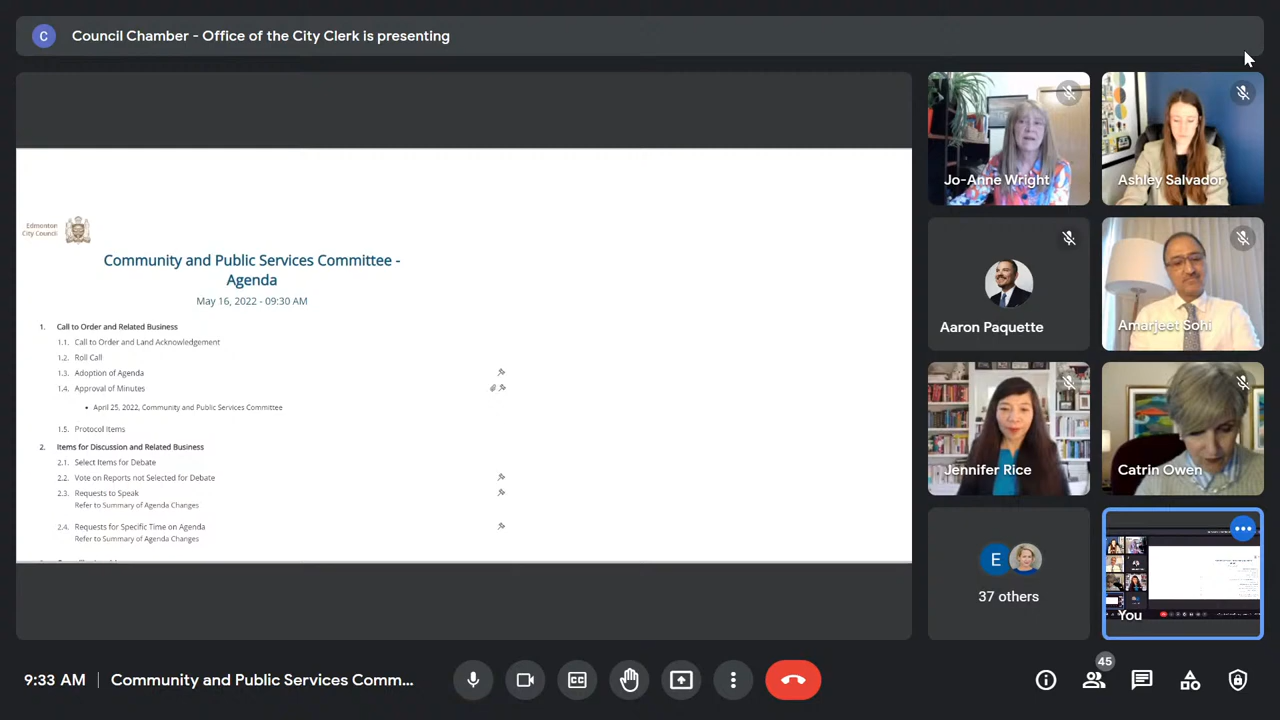 C Council Chamber - Office of the City Clerk is presenting
Edmonton
City Council
Community and Public Services Committee -
Agenda
May 16, 2022 - 09:30 AM
1. Call to Order and Related Business
1.1. Call to Order and Land Acknowledgement
1.2. Roll Call
1.3. Adoption of Agenda
1.4. Approval of Minutes
• April 25, 2022, Community and Public Services Committee
1.5. Protocol Items
2. Items for Discussion and Related Business
2.1. Select Items for Debate
2.2. Vote on Reports not Selected for Debate
2.3. Requests to Speak
Refer to Summary of Agenda Changes
2.4. Requests for Specific Time on Agenda
Refer to Summary of Agenda Changes
Jo-Anne Wright
Ashley Salvador
Aaron Paquette
Amarjeet Sohi
Jennifer Rice
Catrin Owen
E
37 others
You
9:33 AM | Community and Public Services Comm...
45